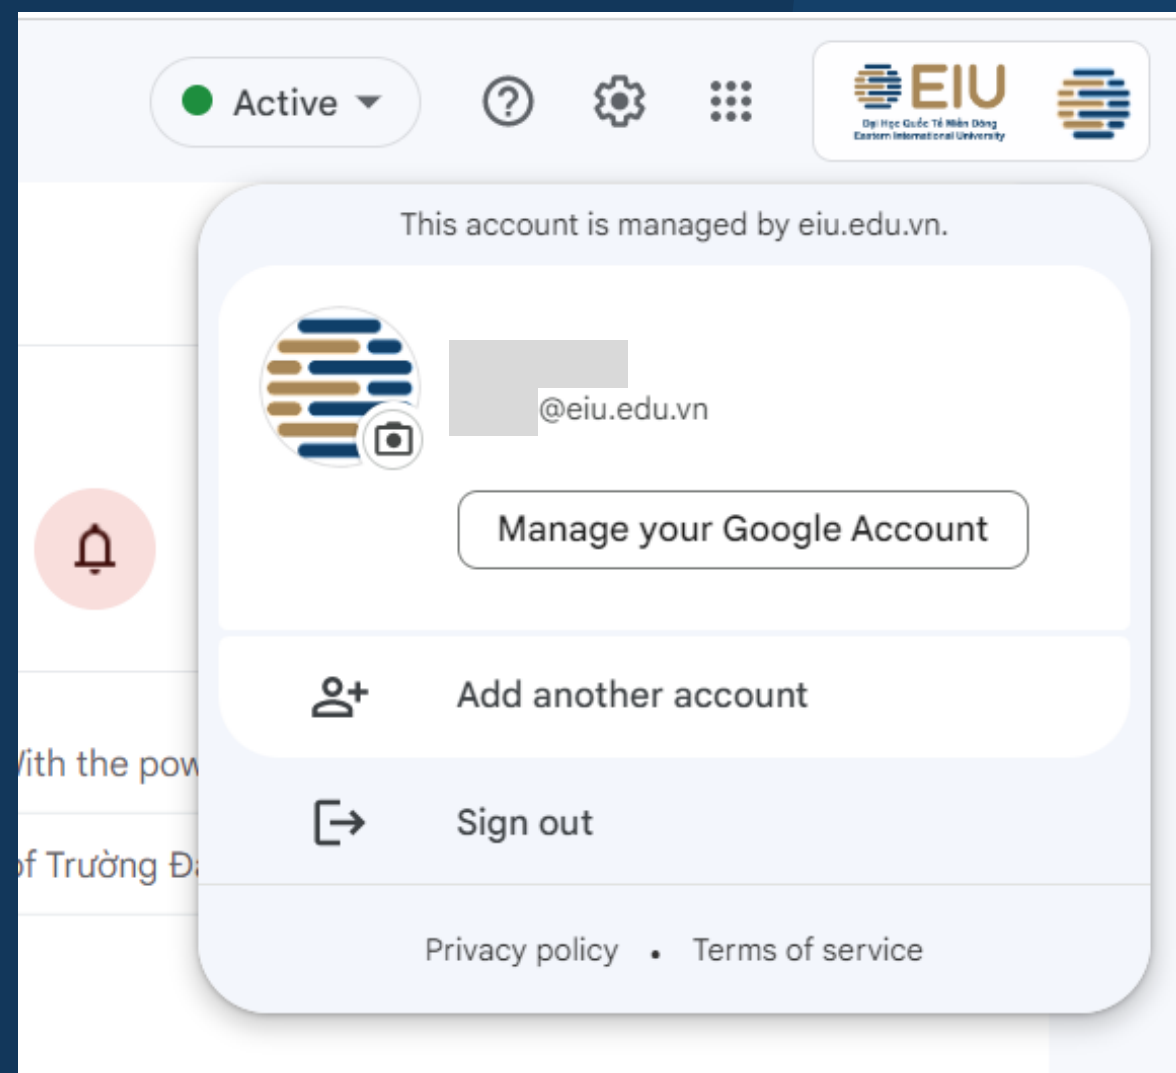 Active
EIU
Đại Học Quốc Tế Miền Đông
Eastern International University
This account is managed by eiu.edu.vn.
@eiu.edu.vn
Manage your Google Account
Add another account
With the pow
Sign out
of Trường Đạ
Privacy policy • Terms of service